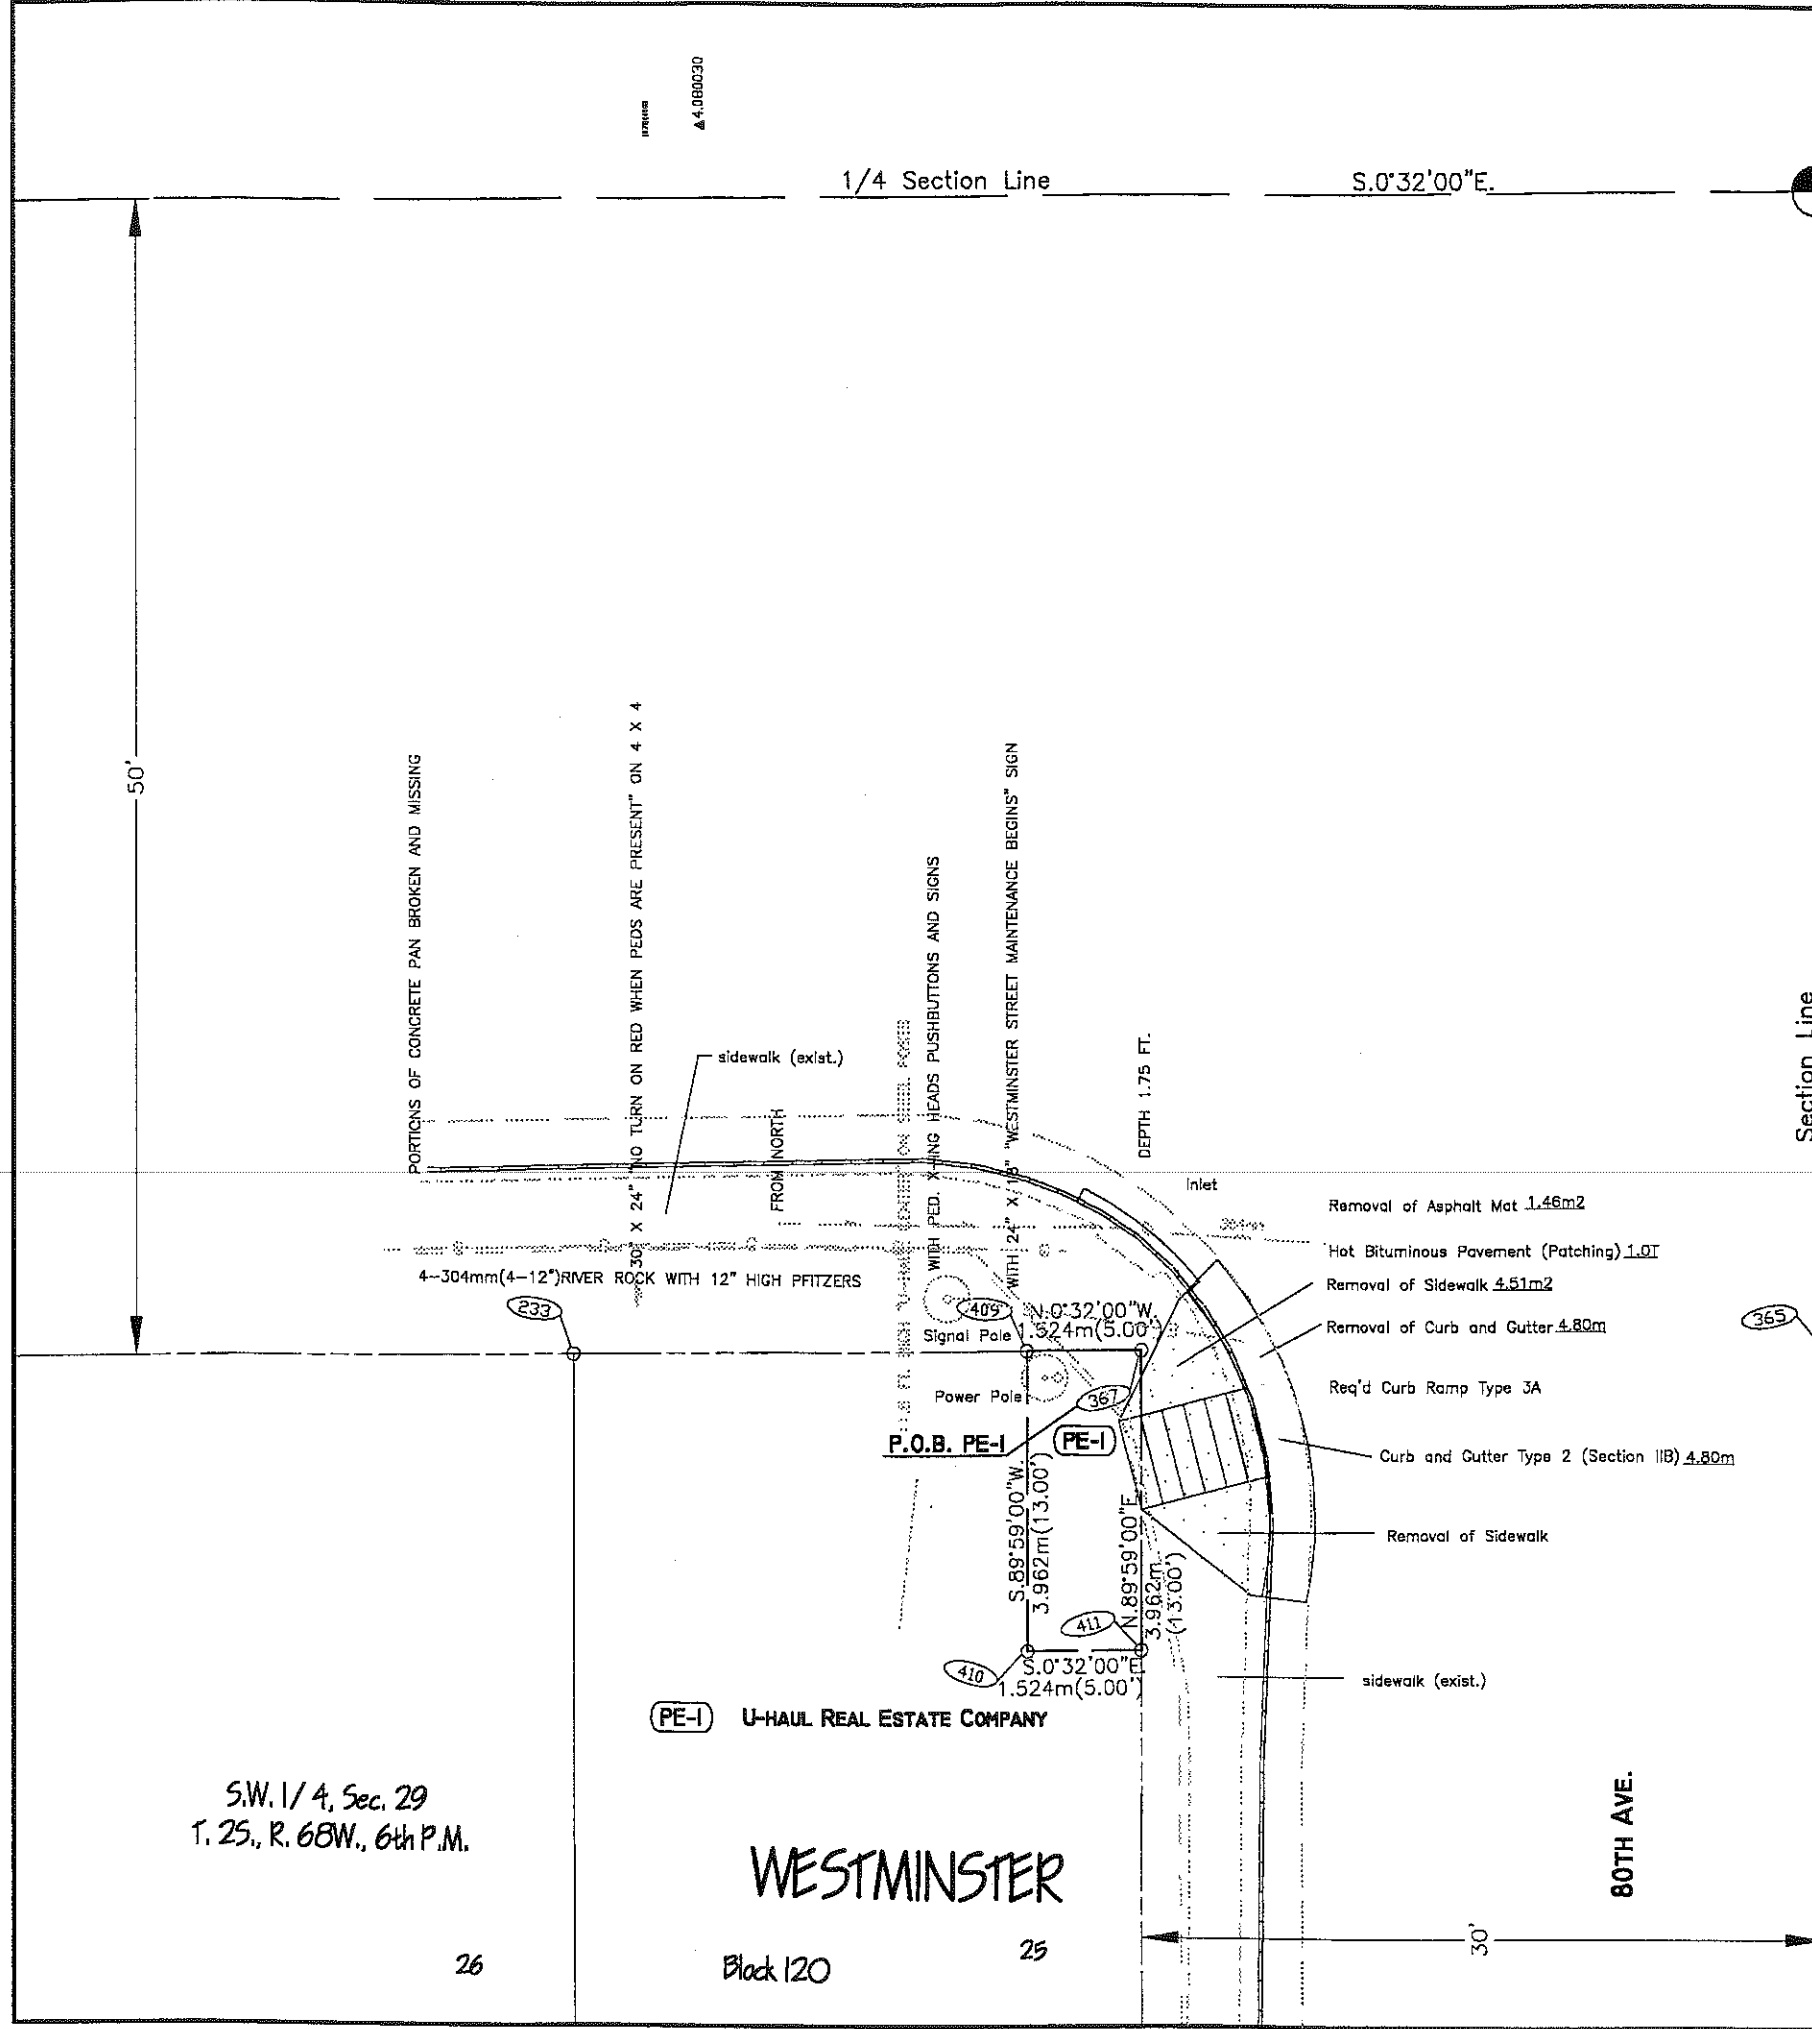 ▲4.080030
1/4 Section Line
S.0°32'00"E.
50'
PORTIONS OF CONCRETE PAN BROKEN AND MISSING
30" X 24" "NO TURN ON RED WHEN PEDS ARE PRESENT" ON 4 X 4
FROM NORTH
WITH PED. X-ING HEADS PUSHBUTTONS AND SIGNS
WITH 24" X 18" "WESTMINSTER STREET MAINTENANCE BEGINS" SIGN
DEPTH 1.75 FT.
Section Line
sidewalk (exist.)
Inlet
Removal of Asphalt Mat 1.46m2
Hot Bituminous Pavement (Patching) 1.0T
Removal of Sidewalk 4.51m2
Removal of Curb and Gutter 4.80m
Req'd Curb Ramp Type 3A
Curb and Gutter Type 2 (Section IIB) 4.80m
Removal of Sidewalk
sidewalk (exist.)
4-304mm(4-12")RIVER ROCK WITH 12" HIGH PFITZERS
233
409
N.0°32'00"W.
1.524m(5.00')
Signal Pole
365
Power Pole
367
P.O.B. PE-1
PE-1
S.89°59'00"W.
3.962m(13.00')
N.89°59'00"E.
3.962m
(13.00')
411
410
S.0°32'00"E.
1.524m(5.00')
PE-1 U-HAUL REAL ESTATE COMPANY
S.W. 1/4, Sec. 29
T. 2S., R. 68W., 6th P.M.
WESTMINSTER
80TH AVE.
30'
26
Block 120
25